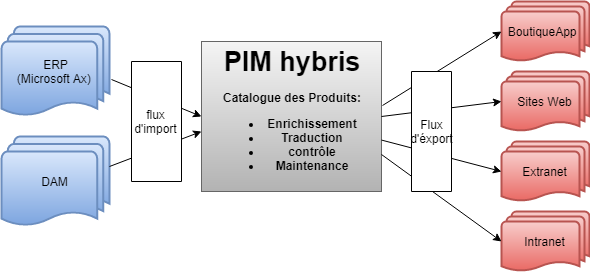 ERP
(Microsoft Ax)
DAM
flux
d'import
PIM hybris
Catalogue des Produits:
• Enrichissement
• Traduction
• contrôle
• Maintenance
Flux
d'éxport
BoutiqueApp
Sites Web
Extranet
Intranet